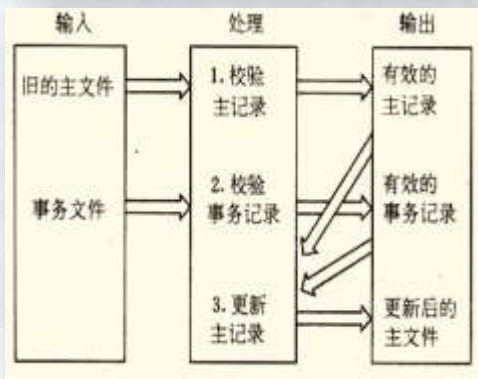 输入
处理
输出
旧的主文件
1.校验
主记录
有效的
主记录
事务文件
2.校验
事务记录
有效的
事务记录
3.更新
主记录
更新后的
主文件